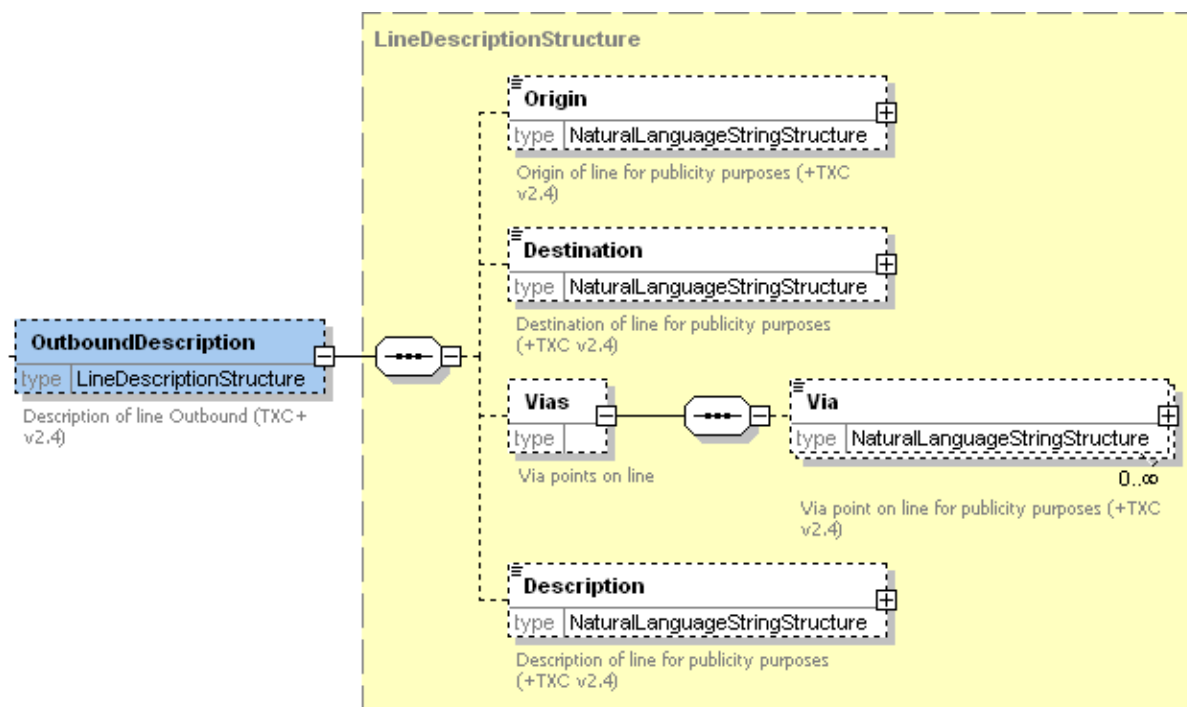 LineDescriptionStructure
Origin
type NaturalLanguageStringStructure
Origin of line for publicity purposes (+TXC
v2.4)
Destination
type NaturalLanguageStringStructure
Destination of line for publicity purposes
(+TXC v2.4)
OutboundDescription
type LineDescriptionStructure
Description of line Outbound (TXC+
v2.4)
Vias
type
Via points on line
Via
type NaturalLanguageStringStructure
0..∞
Via point on line for publicity purposes (+TXC
v2.4)
Description
type NaturalLanguageStringStructure
Description of line for publicity purposes
(+TXC v2.4)